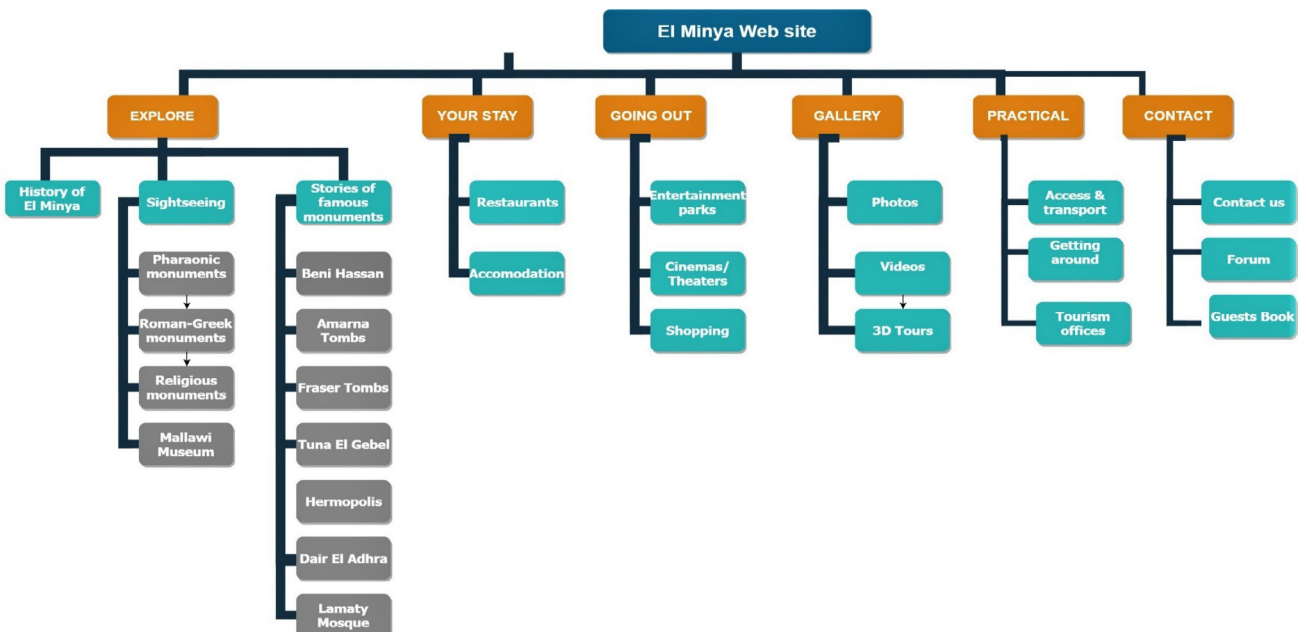 El Minya Web site
EXPLORE
YOUR STAY
GOING OUT
GALLERY
PRACTICAL
CONTACT
History of
El Minya
Sightseeing
Stories of
famous
monuments
Pharaonic
monuments
Roman-Greek
monuments
Religious
monuments
Mallawi
Museum
Beni Hassan
Amarna
Tombs
Fraser Tombs
Tuna El Gebel
Hermopolis
Dair El Adhra
Lamaty
Mosque
Restaurants
Accomodation
Entertainment
parks
Cinemas/
Theaters
Shopping
Photos
Videos
3D Tours
Access &
transport
Getting
around
Tourism
offices
Contact us
Forum
Guests Book